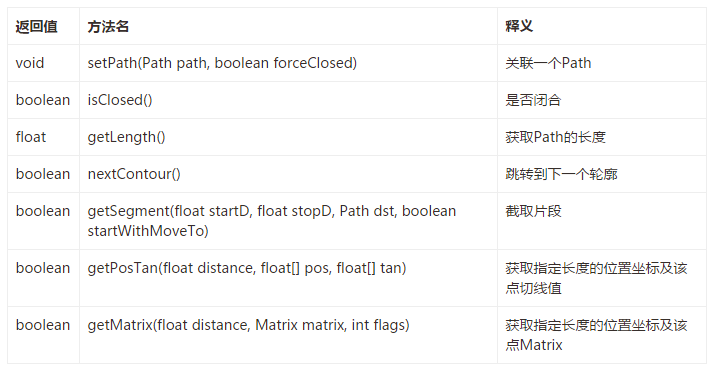 返回值 方法名 释义
void setPath(Path path, boolean forceClosed) 关联一个Path
boolean isClosed() 是否闭合
float getLength() 获取Path的长度
boolean nextContour() 跳转到下一个轮廓
boolean getSegment(float startD, float stopD, Path dst, boolean 截取片段
startWithMoveTo)
boolean getPosTan(float distance, float[] pos, float[] tan) 获取指定长度的位置坐标及该
点切线值
boolean getMatrix(float distance, Matrix matrix, int flags) 获取指定长度的位置坐标及该
点Matrix